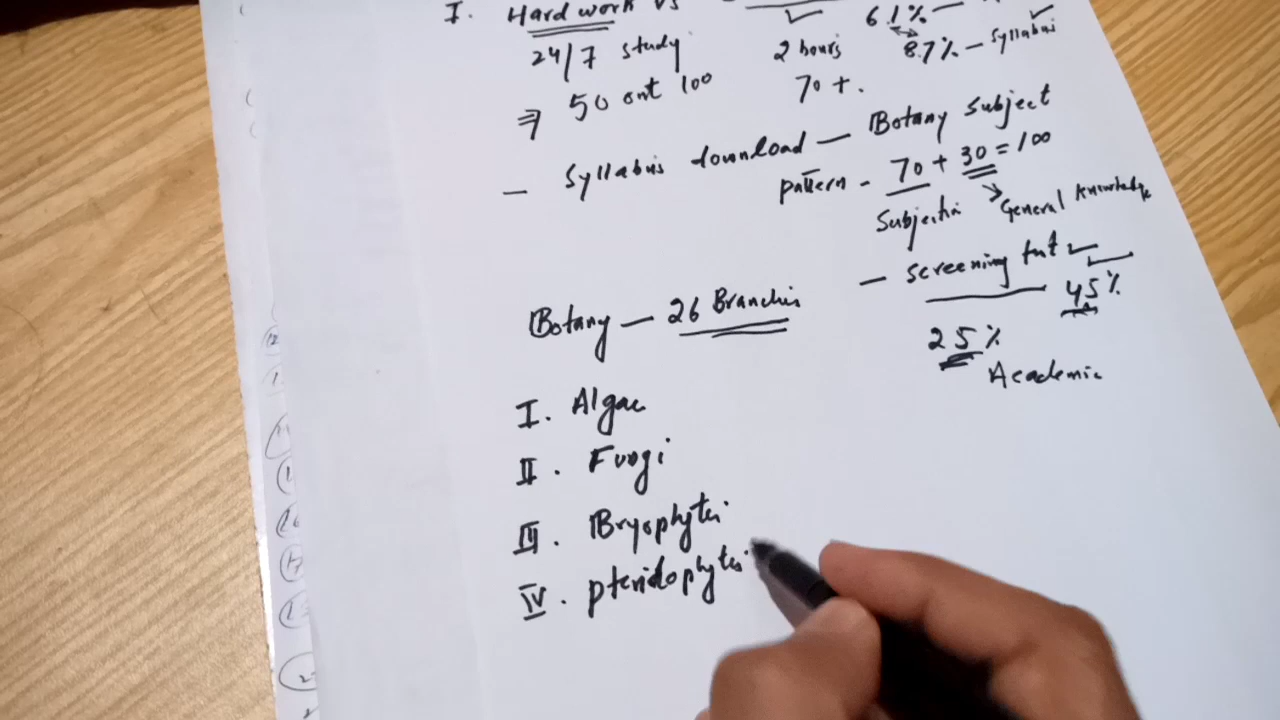 I. Hard work vs
24/7 study
2 hours
6.1% —
8.7% — Syllabus
⇒ 50 out 100
70 +.
— Syllabus download — Botany Subject
pattern - 70 + 30 = 100
Subjective
General Knowledge
— Screening test
45%
25%
Academic
Botany — 26 Branches
I. Algae
II. Fungi
III. Bryophytes
IV. pteridophytes